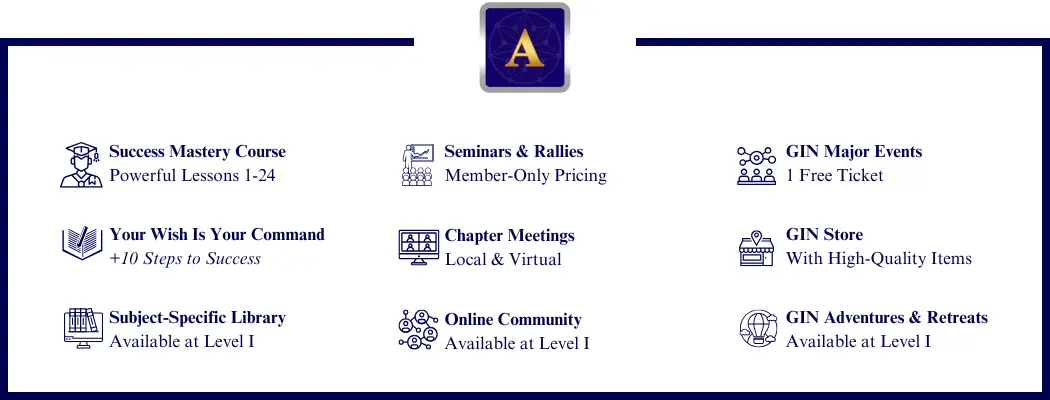 A
Success Mastery Course
Powerful Lessons 1-24
Seminars & Rallies
Member-Only Pricing
GIN Major Events
1 Free Ticket
Your Wish Is Your Command
+10 Steps to Success
Chapter Meetings
Local & Virtual
GIN Store
With High-Quality Items
Subject-Specific Library
Available at Level I
Online Community
Available at Level I
GIN Adventures & Retreats
Available at Level I